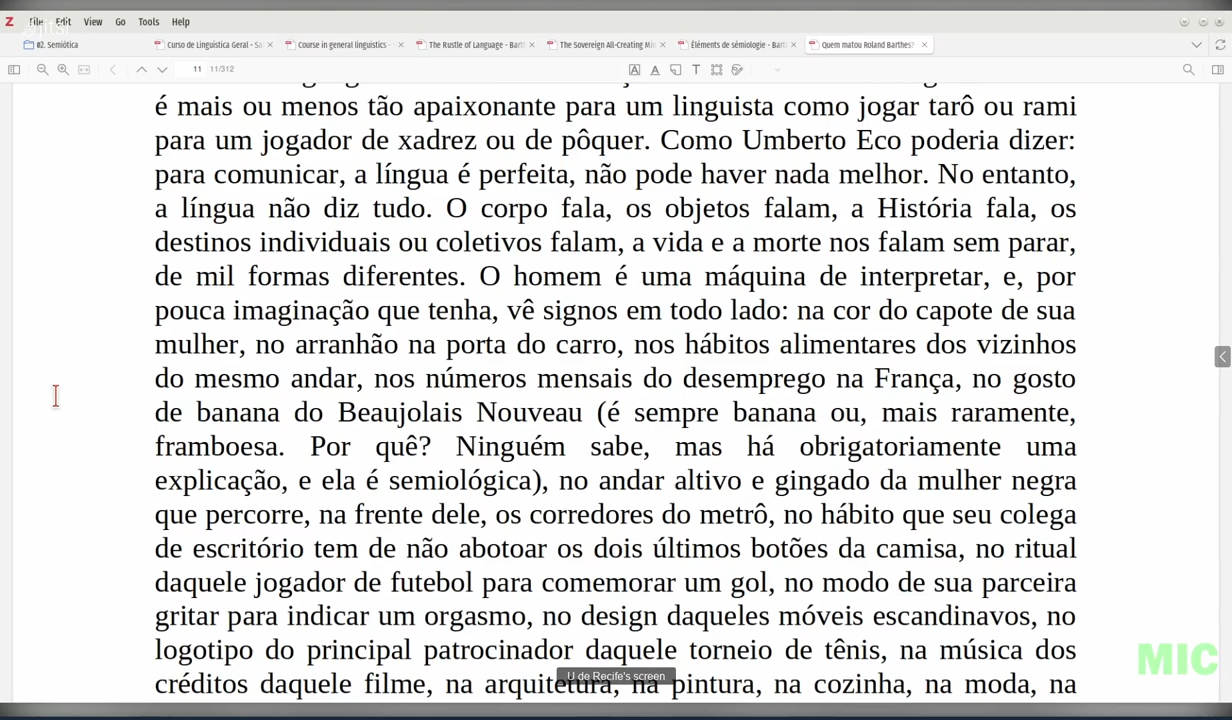 File Edit View Go Tools Help
#2. Semiótica
Curso de Linguística Geral - Sa
Course in general linguistics -
The Rustle of Language - Bart
The Sovereign All-Creating Mi
Éléments de sémiologie - Bart
Quem matou Roland Barthes?
11 11/312
é mais ou menos tão apaixonante para um linguista como jogar tarô ou rami
para um jogador de xadrez ou de pôquer. Como Umberto Eco poderia dizer:
para comunicar, a língua é perfeita, não pode haver nada melhor. No entanto,
a língua não diz tudo. O corpo fala, os objetos falam, a História fala, os
destinos individuais ou coletivos falam, a vida e a morte nos falam sem parar,
de mil formas diferentes. O homem é uma máquina de interpretar, e, por
pouca imaginação que tenha, vê signos em todo lado: na cor do capote de sua
mulher, no arranhão na porta do carro, nos hábitos alimentares dos vizinhos
do mesmo andar, nos números mensais do desemprego na França, no gosto
de banana do Beaujolais Nouveau (é sempre banana ou, mais raramente,
framboesa. Por quê? Ninguém sabe, mas há obrigatoriamente uma
explicação, e ela é semiológica), no andar altivo e gingado da mulher negra
que percorre, na frente dele, os corredores do metrô, no hábito que seu colega
de escritório tem de não abotoar os dois últimos botões da camisa, no ritual
daquele jogador de futebol para comemorar um gol, no modo de sua parceira
gritar para indicar um orgasmo, no design daqueles móveis escandinavos, no
logotipo do principal patrocinador daquele torneio de tênis, na música dos
créditos daquele filme, na arquitetura, na pintura, na cozinha, na moda, na
U de Recife's screen
MIC